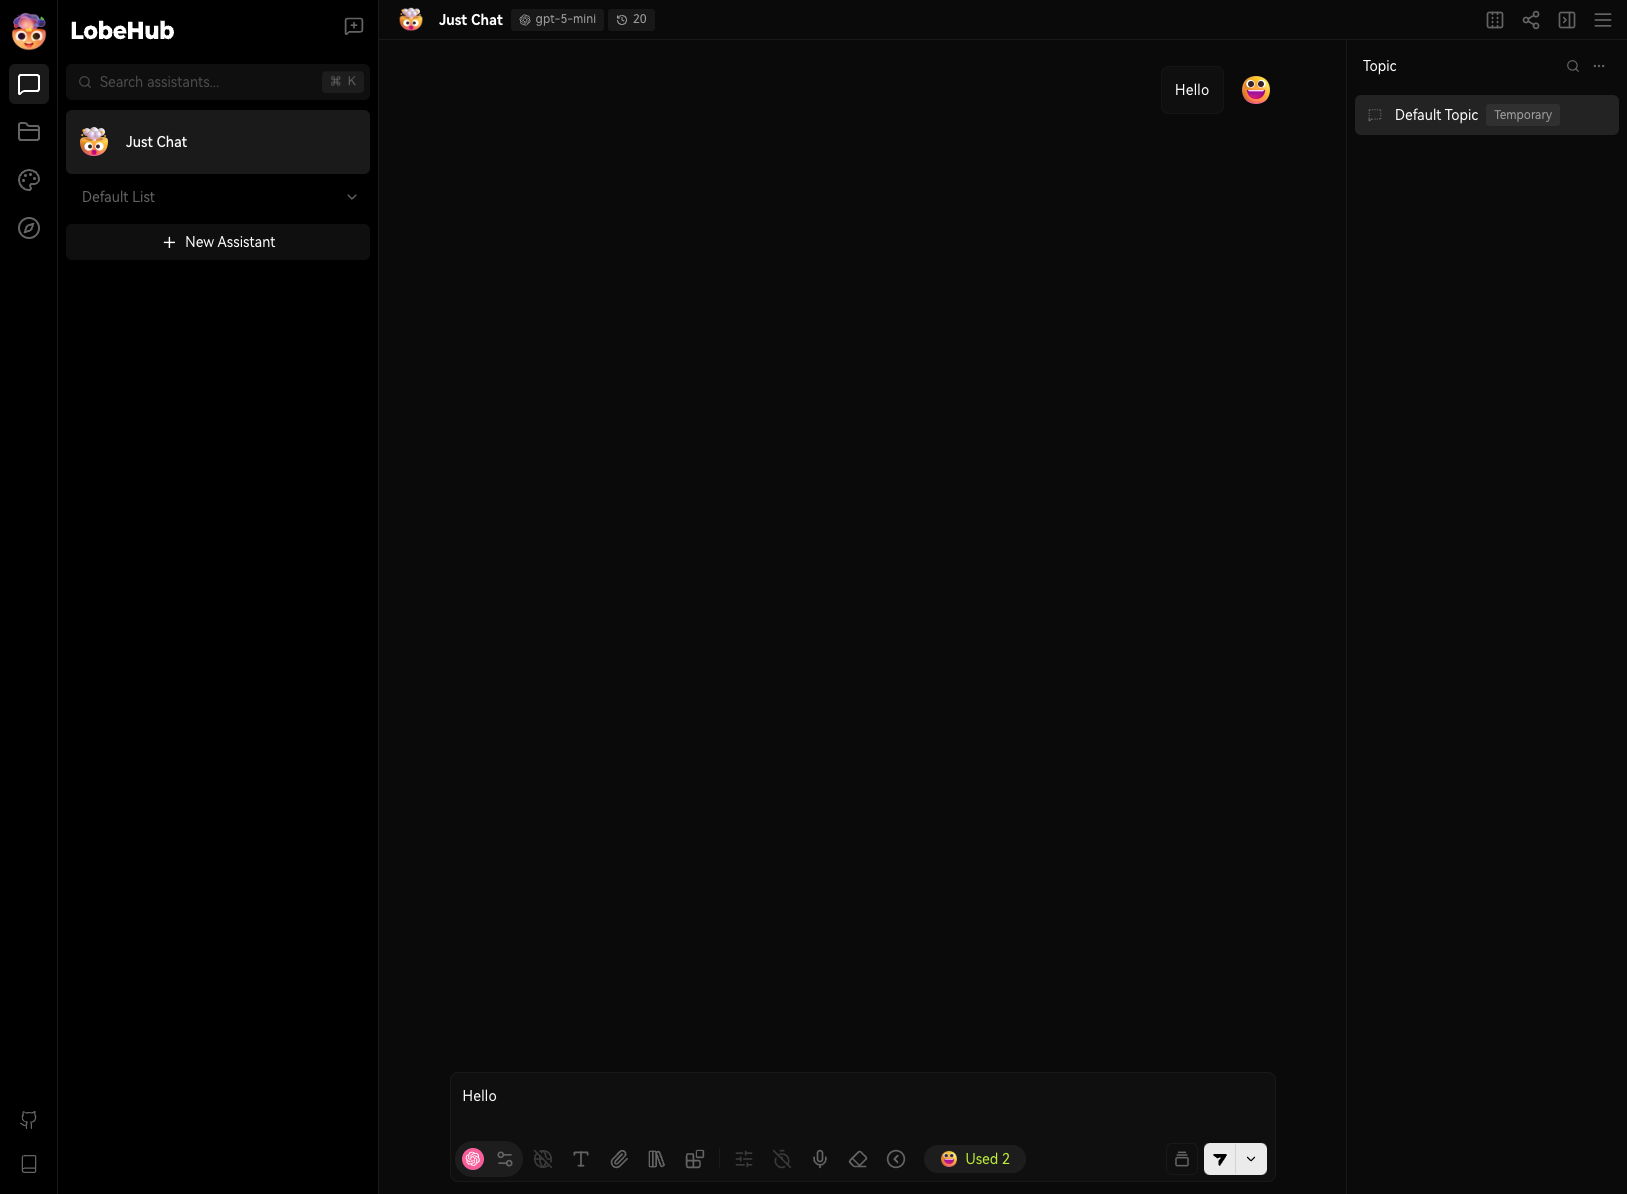 LobeHub
Search assistants...
⌘ K
Just Chat
Default List
New Assistant
Just Chat
gpt-5-mini
20
Hello
Topic
Default Topic
Temporary
Hello
Used 2